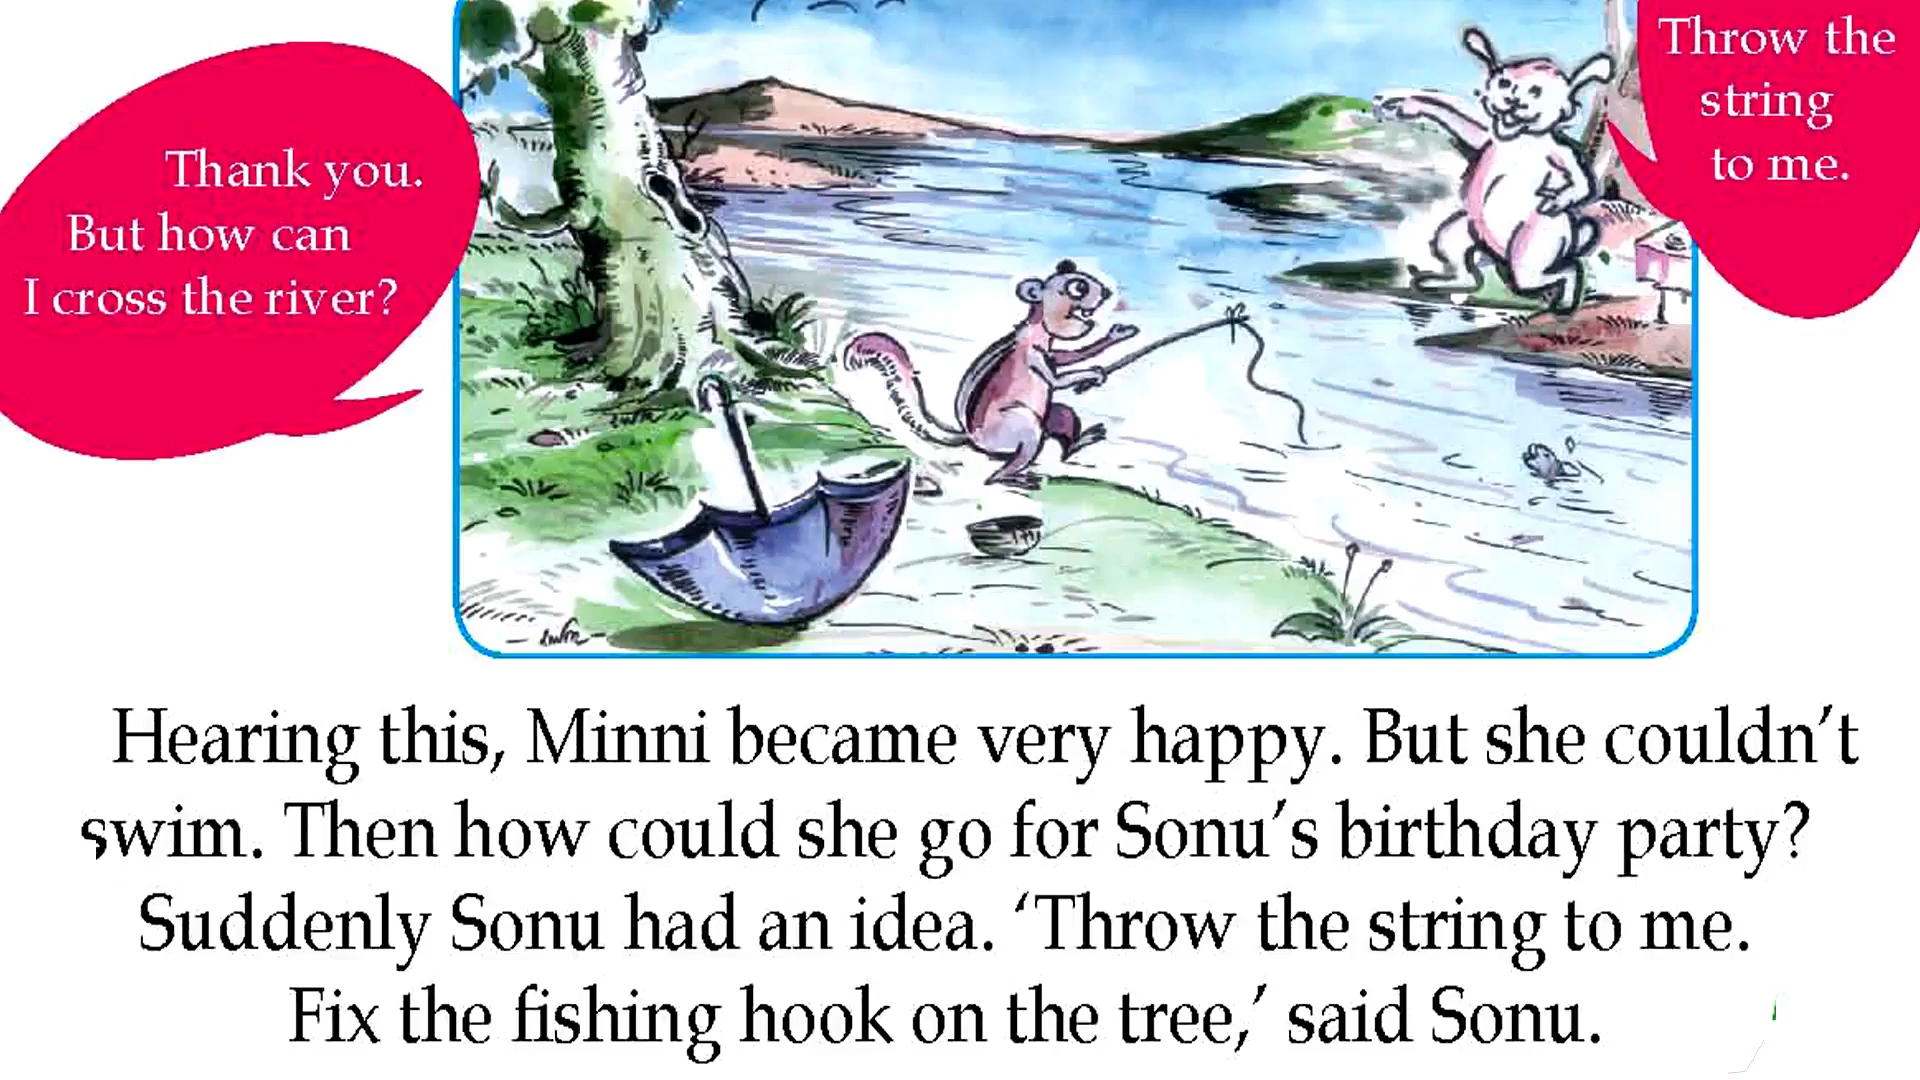 Thank you.
But how can
I cross the river?
Throw the
string
to me.
Hearing this, Minni became very happy. But she couldn't
swim. Then how could she go for Sonu's birthday party?
Suddenly Sonu had an idea. ‘Throw the string to me.
Fix the fishing hook on the tree,’ said Sonu.